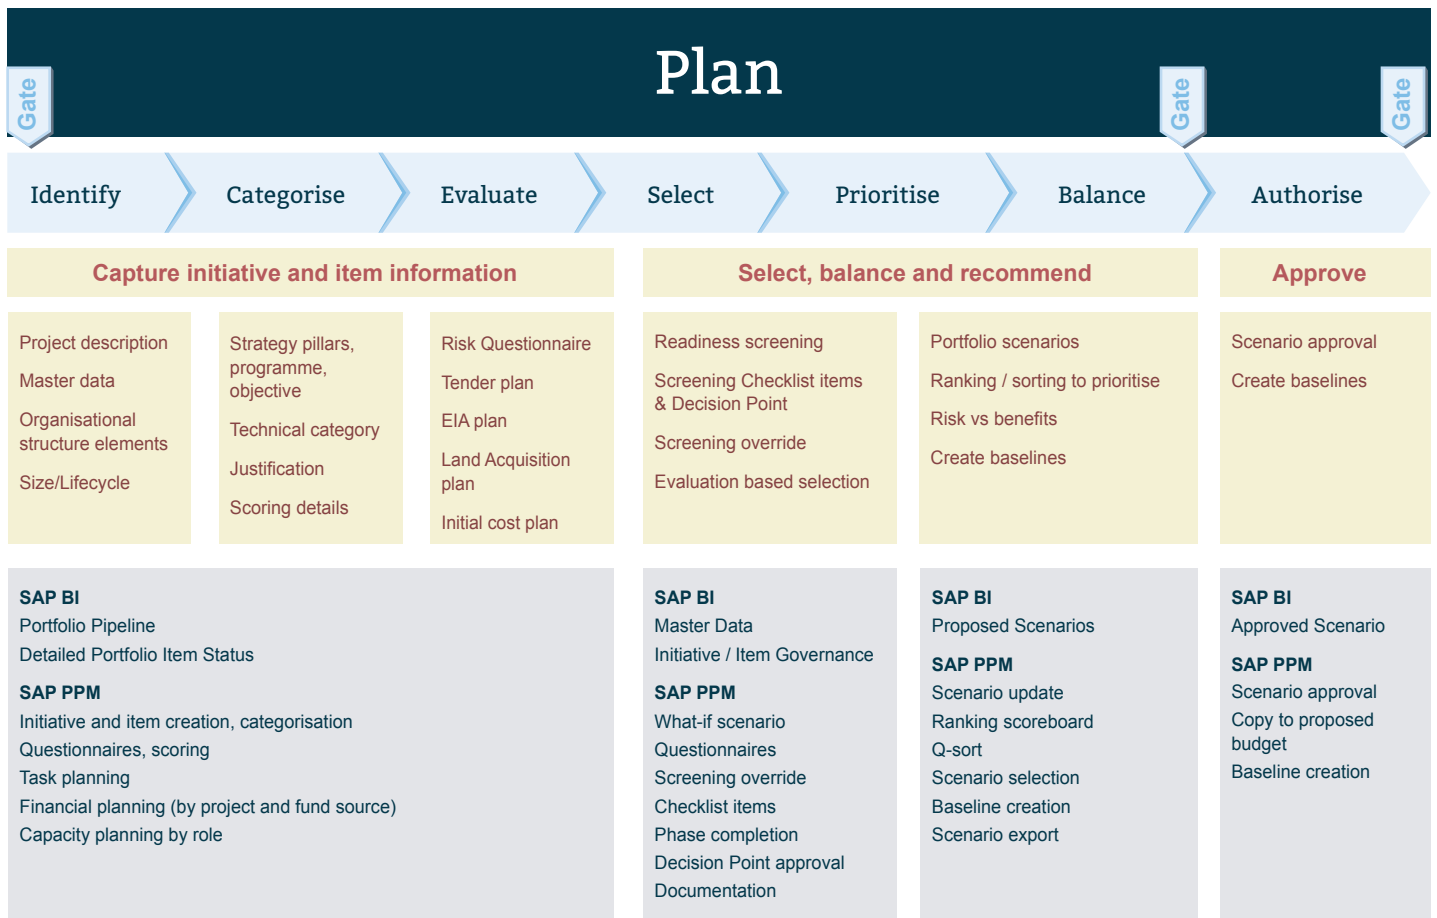 Plan
Gate
Gate
Gate
Identify
Categorise
Evaluate
Select
Prioritise
Balance
Authorise
Capture initiative and item information
Select, balance and recommend
Approve
Project description
Master data
Organisational
structure elements
Size/Lifecycle
Strategy pillars,
programme,
objective
Technical category
Justification
Scoring details
Risk Questionnaire
Tender plan
EIA plan
Land Acquisition
plan
Initial cost plan
Readiness screening
Screening Checklist items
& Decision Point
Screening override
Evaluation based selection
Portfolio scenarios
Ranking / sorting to prioritise
Risk vs benefits
Create baselines
Scenario approval
Create baselines
SAP BI
Portfolio Pipeline
Detailed Portfolio Item Status
SAP PPM
Initiative and item creation, categorisation
Questionnaires, scoring
Task planning
Financial planning (by project and fund source)
Capacity planning by role
SAP BI
Master Data
Initiative / Item Governance
SAP PPM
What-if scenario
Questionnaires
Screening override
Checklist items
Phase completion
Decision Point approval
Documentation
SAP BI
Proposed Scenarios
SAP PPM
Scenario update
Ranking scoreboard
Q-sort
Scenario selection
Baseline creation
Scenario export
SAP BI
Approved Scenario
SAP PPM
Scenario approval
Copy to proposed
budget
Baseline creation